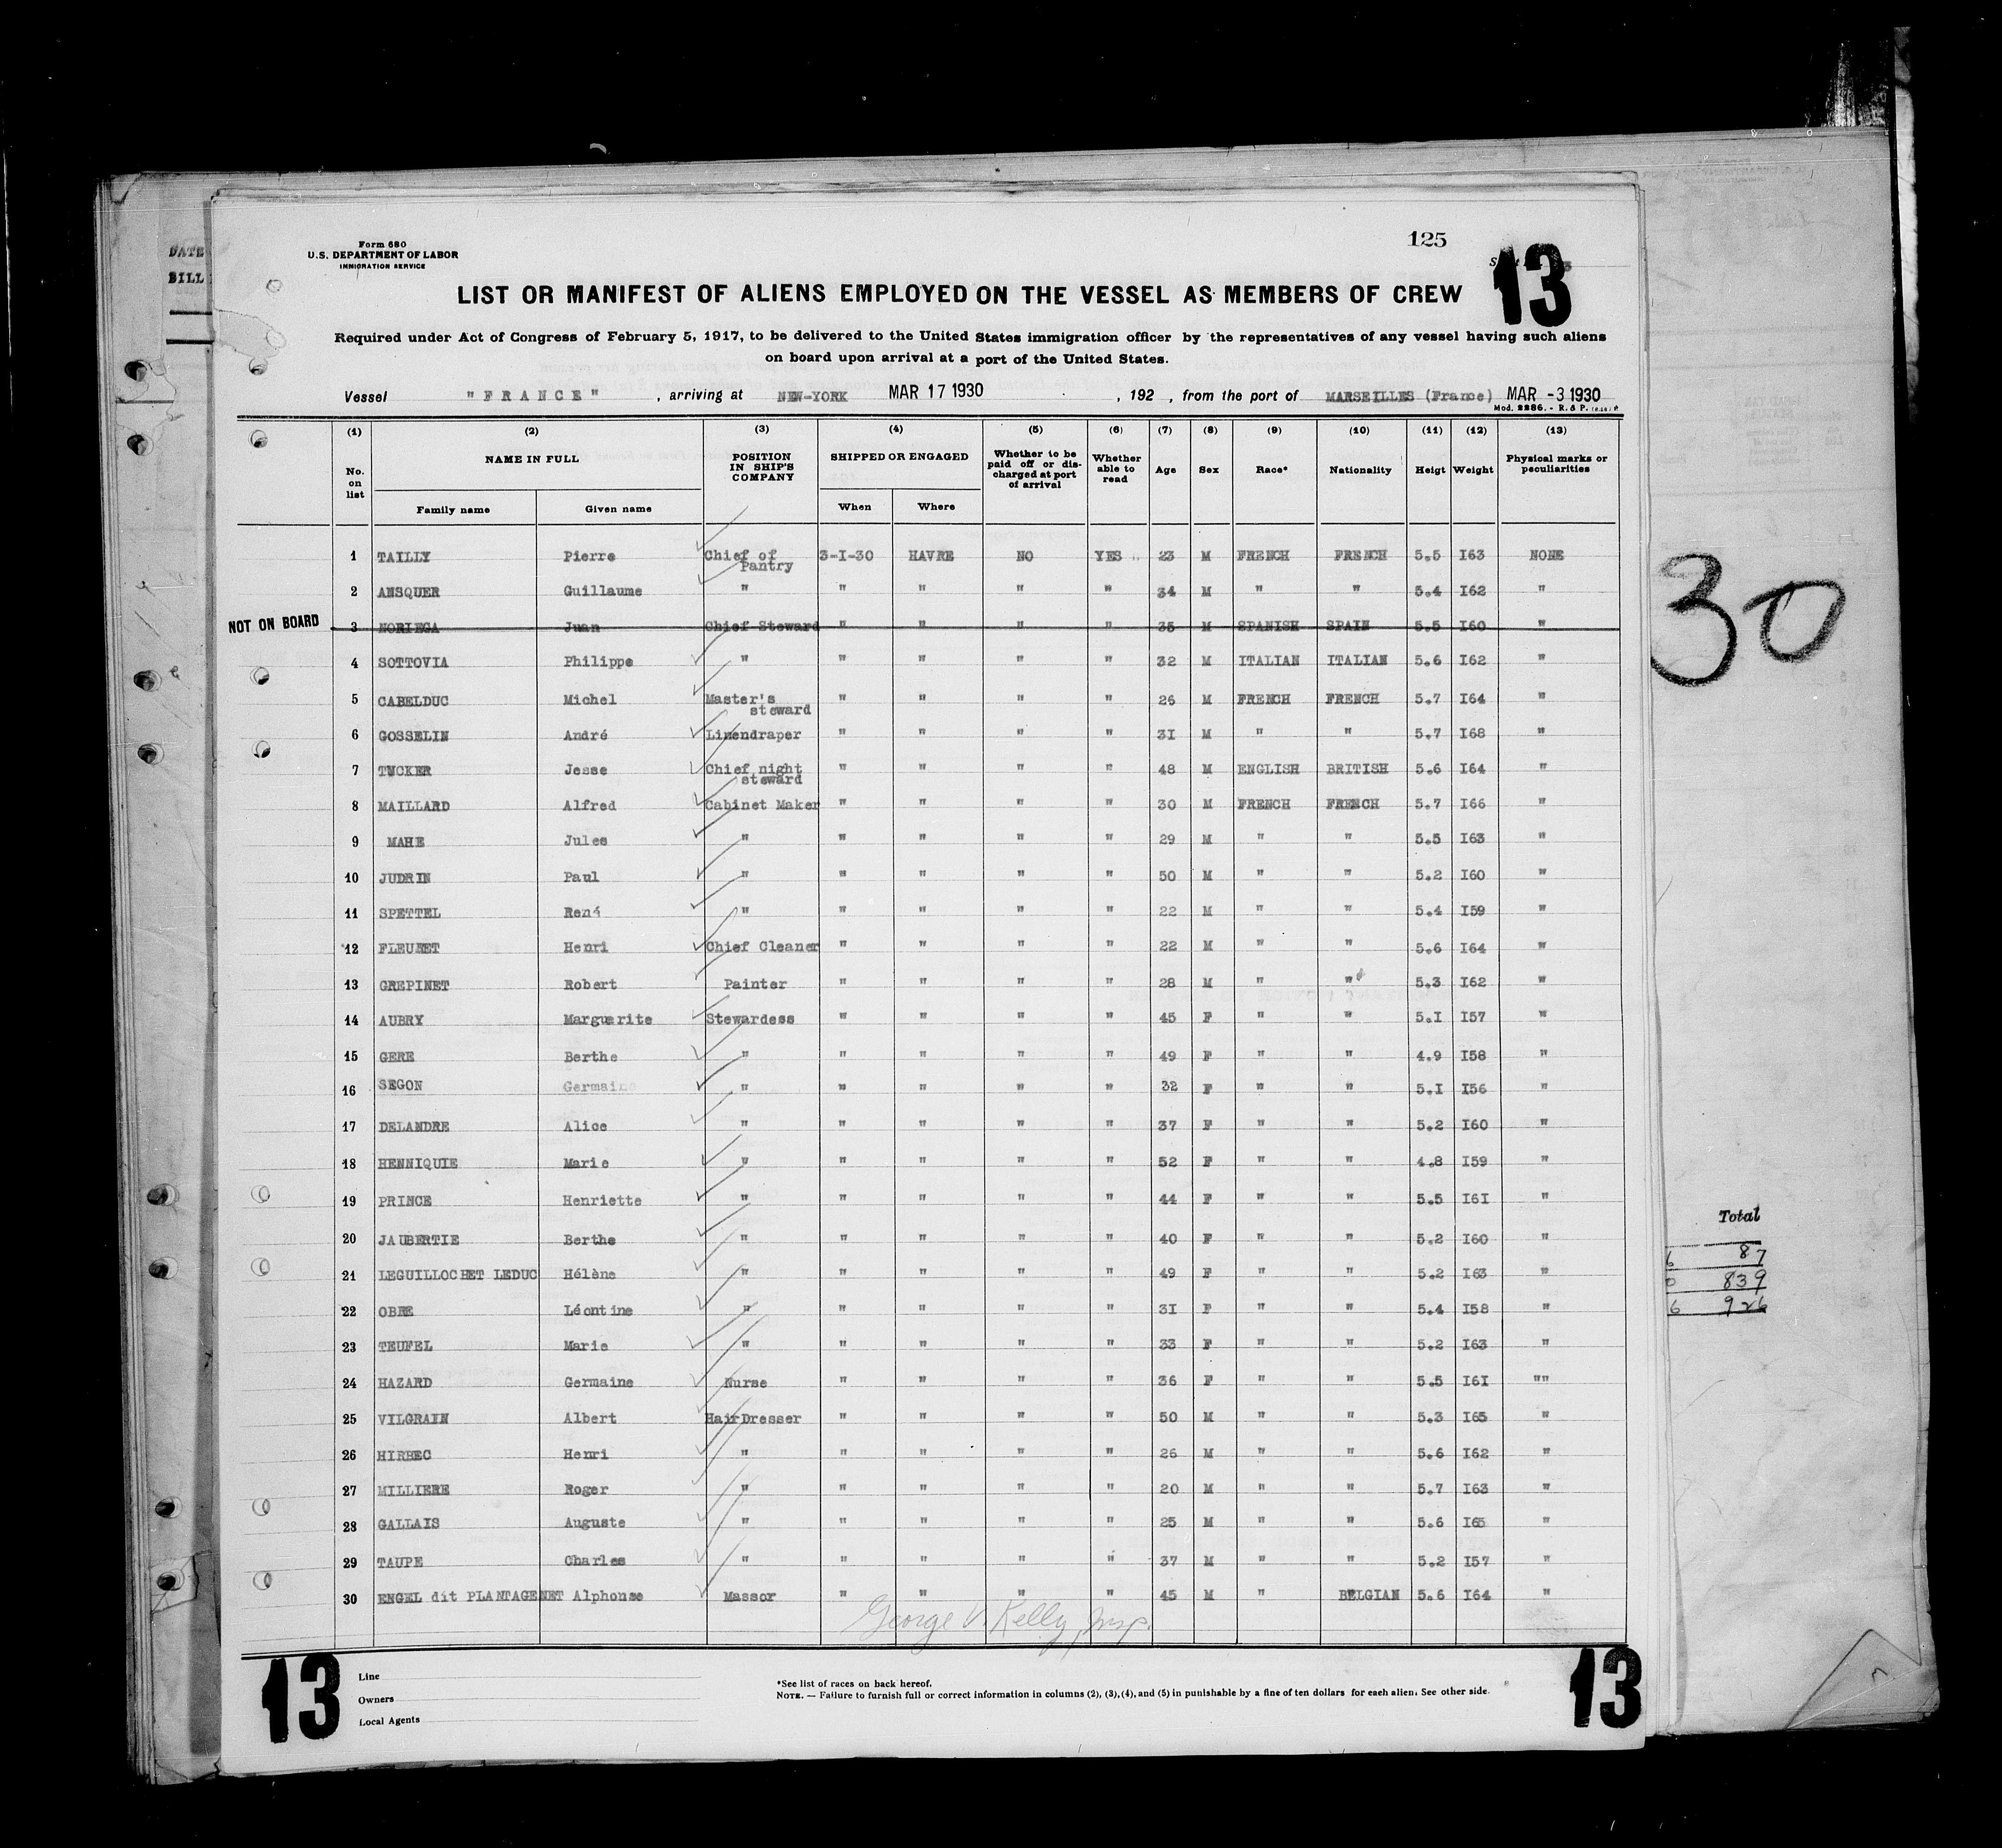 DATE
BILL
Form 680
U.S. DEPARTMENT OF LABOR
IMMIGRATION SERVICE
125
13
LIST OR MANIFEST OF ALIENS EMPLOYED ON THE VESSEL AS MEMBERS OF CREW
Required under Act of Congress of February 5, 1917, to be delivered to the United States immigration officer by the representatives of any vessel having such aliens
on board upon arrival at a port of the United States.
Vessel "FRANCE", arriving at NEW-YORK MAR 17 1930, 192 , from the port of MARSEILLES (France) MAR -3 1930
Mod. 2286. - R. & P.
(1) (2) (3) (4) (5) (6) (7) (8) (9) (10) (11) (12) (13)
No. on list NAME IN FULL POSITION IN SHIP'S COMPANY SHIPPED OR ENGAGED Whether to be paid off or discharged at port of arrival Whether able to read Age Sex Race* Nationality Heigt Weight Physical marks or peculiarities
Family name Given name When Where
1 TAILLY Pierre Chief of Pantry 3-I-30 HAVRE NO YES 23 M FRENCH FRENCH 5.5 I63 NONE
2 ANSQUER Guillaume " " " " " 34 M " " 5.4 I62 "
NOT ON BOARD 3 NORIEGA Juan Chief Steward " " " " 35 M SPANISH SPAIN 5.5 I60 "
4 SOTTOVIA Philippe " " " " " 32 M ITALIAN ITALIAN 5.6 I62 "
5 CABELDUC Michel Master's steward " " " " 26 M FRENCH FRENCH 5.7 I64 "
6 GOSSELIN André Linendraper " " " " 3I M " " 5.7 I68 "
7 TUCKER Jesse Chief night steward " " " " 48 M ENGLISH BRITISH 5.6 I64 "
8 MAILLARD Alfred Cabinet Maker " " " " 30 M FRENCH FRENCH 5.7 I66 "
9 MAHE Jules " " " " " 29 M " " 5.5 I63 "
10 JUDRIN Paul " " " " " 50 M " " 5.2 I60 "
11 SPETTEL René " " " " " 22 M " " 5.4 I59 "
12 FLEURET Henri Chief Cleaner " " " " 22 M " " 5.6 I64 "
13 GREPINET Robert Painter " " " " 28 M " " 5.3 I62 "
14 AUBRY Marguerite Stewardess " " " " 45 F " " 5.I I57 "
15 GERE Berthe " " " " " 49 F " " 4.9 I58 "
16 SEGON Germaine " " " " " 32 F " " 5.I I56 "
17 DELANDRE Alice " " " " " 37 F " " 5.2 I60 "
18 HENNIQUIE Marie " " " " " 52 F " " 4.8 I59 "
19 PRINCE Henriette " " " " " 44 F " " 5.5 I6I "
20 JAUBERTIE Berthe " " " " " 40 F " " 5.2 I60 "
21 LEGUILLOCHET LEDUC Hélène " " " " " 49 F " " 5.2 I63 "
22 OBRE Léontine " " " " " 3I F " " 5.4 I58 "
23 TEUFEL Marie " " " " " 33 F " " 5.2 I63 "
24 HAZARD Germaine Nurse " " " " 36 F " " 5.5 I6I ""
25 VILGRAIN Albert HairDresser " " " " 50 M " " 5.3 I65 "
26 HIRBEC Henri " " " " " 26 M " " 5.6 I62 "
27 MILLIERE Roger " " " " " 20 M " " 5.7 I63 "
28 GALLAIS Auguste " " " " " 25 M " " 5.6 I65 "
29 TAUPE Charles " " " " " 37 M " " 5.2 I57 "
30 ENGEL dit PLANTAGENET Alphonse Massor " " " " 45 M " BELGIAN 5.6 I64 "
George V. Kelly, Insp.
13
Line
Owners
Local Agents
*See list of races on back hereof.
NOTE. — Failure to furnish full or correct information in columns (2), (3), (4), and (5) in punishable by a fine of ten dollars for each alien. See other side.
13
30
Total
6 87
0 839
6 926